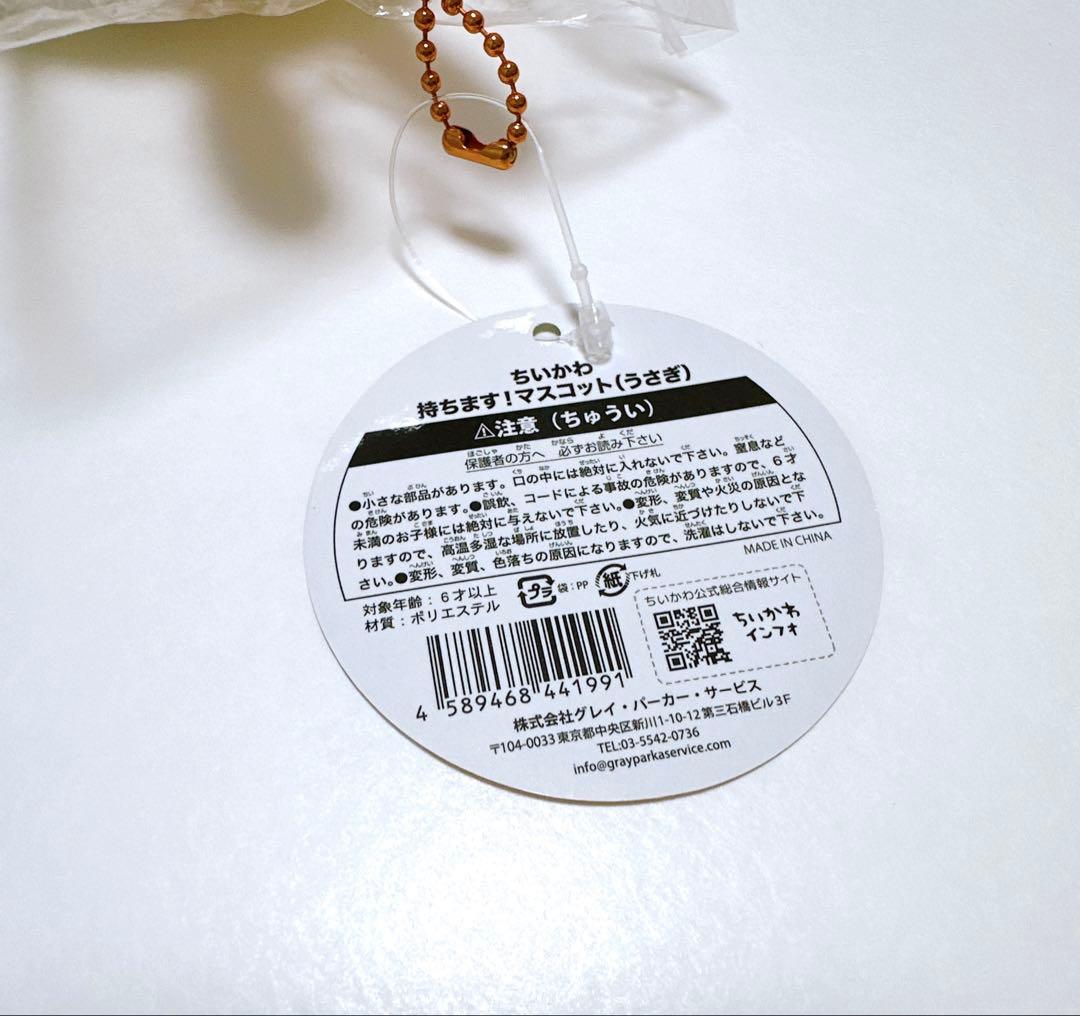 ちいかわ
持ちます!マスコット(うさぎ)
⚠注意(ちゅうい)
保護者の方へ 必ずお読み下さい
●小さな部品があります。口の中には絶対に入れないで下さい。窒息など
の危険があります。●誤飲、コードによる事故の危険がありますので、6才
未満のお子様には絶対に与えないで下さい。●変形、変質や火災の原因とな
りますので、高温多湿な場所に放置したり、火気に近づけたりしないで下
さい。●変形、変質、色落ちの原因になりますので、洗濯はしないで下さい。
MADE IN CHINA
対象年齢:6才以上
材質:ポリエステル
プラ 袋:PP 紙 下げ札
ちいかわ公式総合情報サイト
ちいかわ
インフォ
4 589468 441991
株式会社グレイ・パーカー・サービス
〒104-0033 東京都中央区新川1-10-12 第三石橋ビル3F
TEL:03-5542-0736
info@grayparkaservice.com